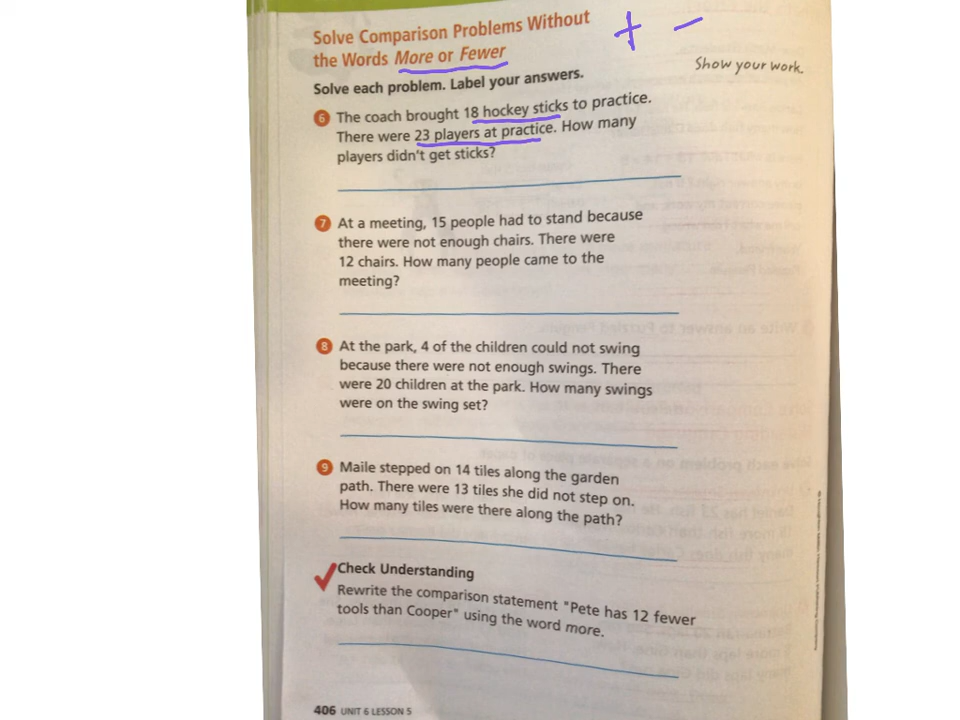 Solve Comparison Problems Without
the Words More or Fewer
+ −
Show your work.
Solve each problem. Label your answers.
6 The coach brought 18 hockey sticks to practice.
There were 23 players at practice. How many
players didn't get sticks?
7 At a meeting, 15 people had to stand because
there were not enough chairs. There were
12 chairs. How many people came to the
meeting?
8 At the park, 4 of the children could not swing
because there were not enough swings. There
were 20 children at the park. How many swings
were on the swing set?
9 Maile stepped on 14 tiles along the garden
path. There were 13 tiles she did not step on.
How many tiles were there along the path?
Check Understanding
Rewrite the comparison statement "Pete has 12 fewer
tools than Cooper" using the word more.
406 UNIT 6 LESSON 5